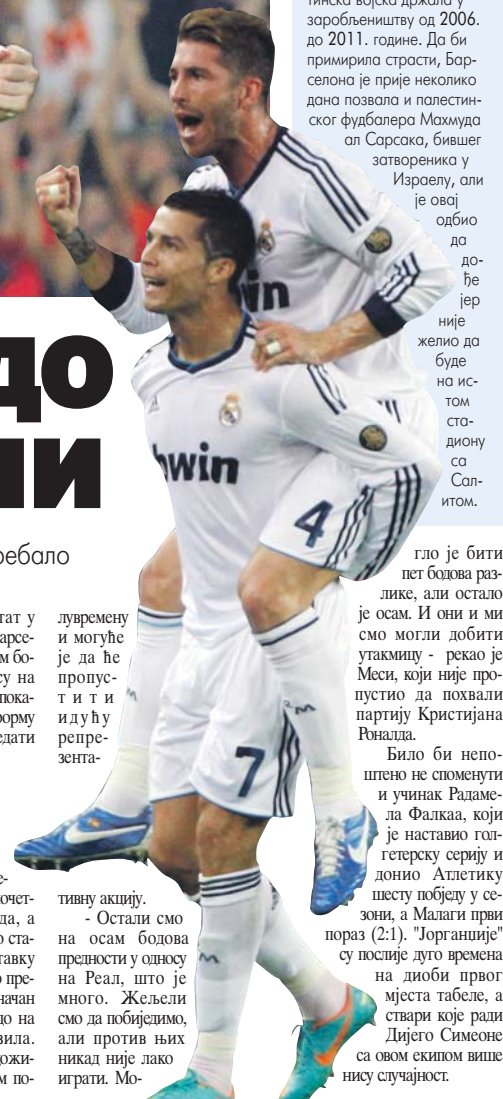 тинска војска држала у
заробљеништву од 2006.
до 2011. године. Да би
примирила страсти, Бар-
селона је прије неколико
дана позвала и палестин-
ског фудбалера Махмуда
ал Сарсака, бившег
затвореника у
Израелу, али
је овај
одбио
да
до-
ђе
јер
није
желио да
буде
на ис-
том
ста-
диону
са
Сал-
итом.
до
ни
ребало
тат у
арсе-
м бо-
су на
пока-
форму
едати
е-
почет-
да, а
о ста-
тавку
о пре-
начан
до на
вила.
ожи-
м по-
лувремену
и могуће
је да ће
пропус-
тити
идућу
репре-
зента-
тивну акцију.
- Остали смо
на осам бодова
предности у односу
на Реал, што је
много. Жељели
смо да побиједимо,
али против њих
никад није лако
играти. Мо-
гло је бити
пет бодова раз-
лике, али остало
је осам. И они и ми
смо могли добити
утакмицу - рекао је
Меси, који није про-
пустио да похвали
партију Кристијана
Роналда.
Било би непо-
штено не споменути
и учинак Радаме-
ла Фалкаа, који
је наставио гол-
гетерску серију и
донио Атлетику
шесту побједу у се-
зони, а Малаги први
пораз (2:1). "Јорганџије"
су послије дуго времена
на диоби првог
мјеста табеле, а
ствари које ради
Дијего Симеоне
са овом екипом више
нису случајност.
win
bwin
4
7